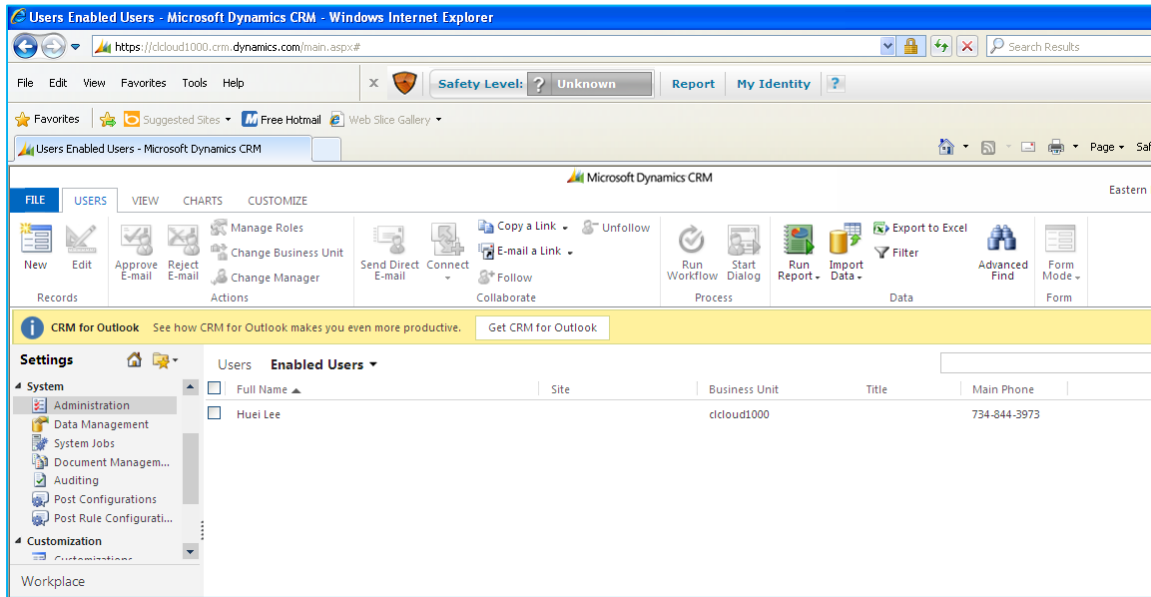 Users Enabled Users - Microsoft Dynamics CRM - Windows Internet Explorer
https://clcloud1000.crm.dynamics.com/main.aspx#
Search Results
File Edit View Favorites Tools Help
x Safety Level: ? Unknown Report My Identity ?
Favorites Suggested Sites Free Hotmail Web Slice Gallery
Users Enabled Users - Microsoft Dynamics CRM
Page Saf
Microsoft Dynamics CRM
Eastern
FILE USERS VIEW CHARTS CUSTOMIZE
New
Edit
Approve E-mail
Reject E-mail
Manage Roles
Change Business Unit
Change Manager
Send Direct E-mail
Connect
Copy a Link
E-mail a Link
Follow
Unfollow
Run Workflow
Start Dialog
Run Report
Import Data
Export to Excel
Filter
Advanced Find
Form Mode
Records Actions Collaborate Process Data Form
CRM for Outlook See how CRM for Outlook makes you even more productive. Get CRM for Outlook
Settings
System
Administration
Data Management
System Jobs
Document Managem...
Auditing
Post Configurations
Post Rule Configurati...
Customization
Customizations
Workplace
Users Enabled Users
Full Name Site Business Unit Title Main Phone
Huei Lee clcloud1000 734-844-3973